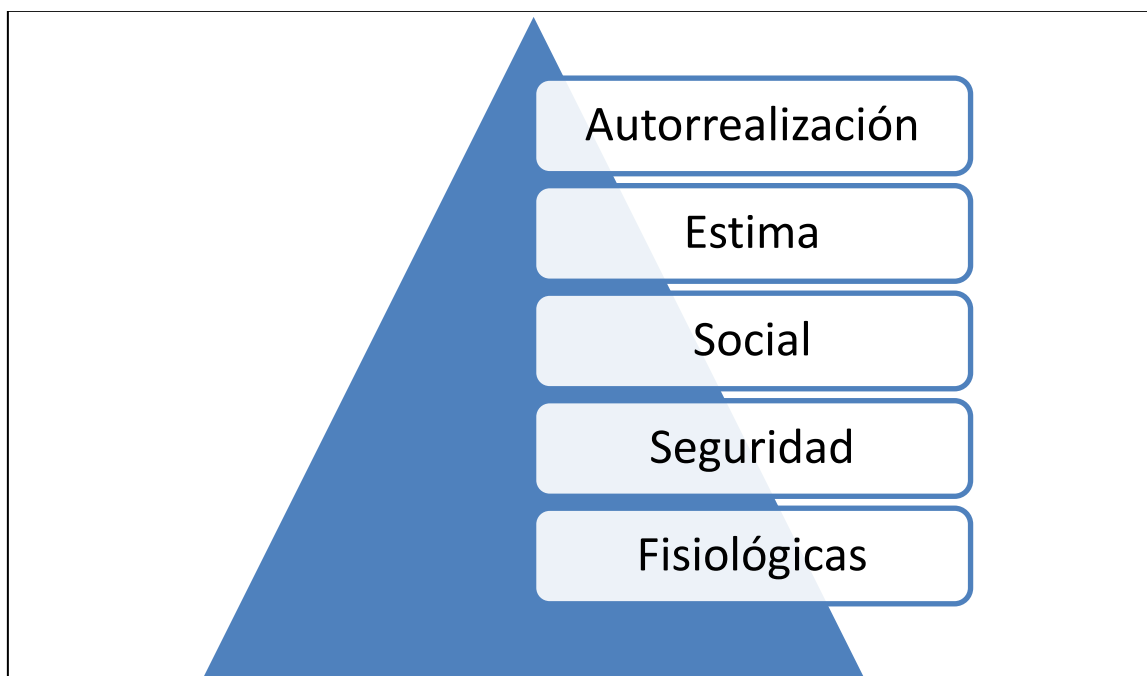 Autorrealización
Estima
Social
Seguridad
Fisiológicas